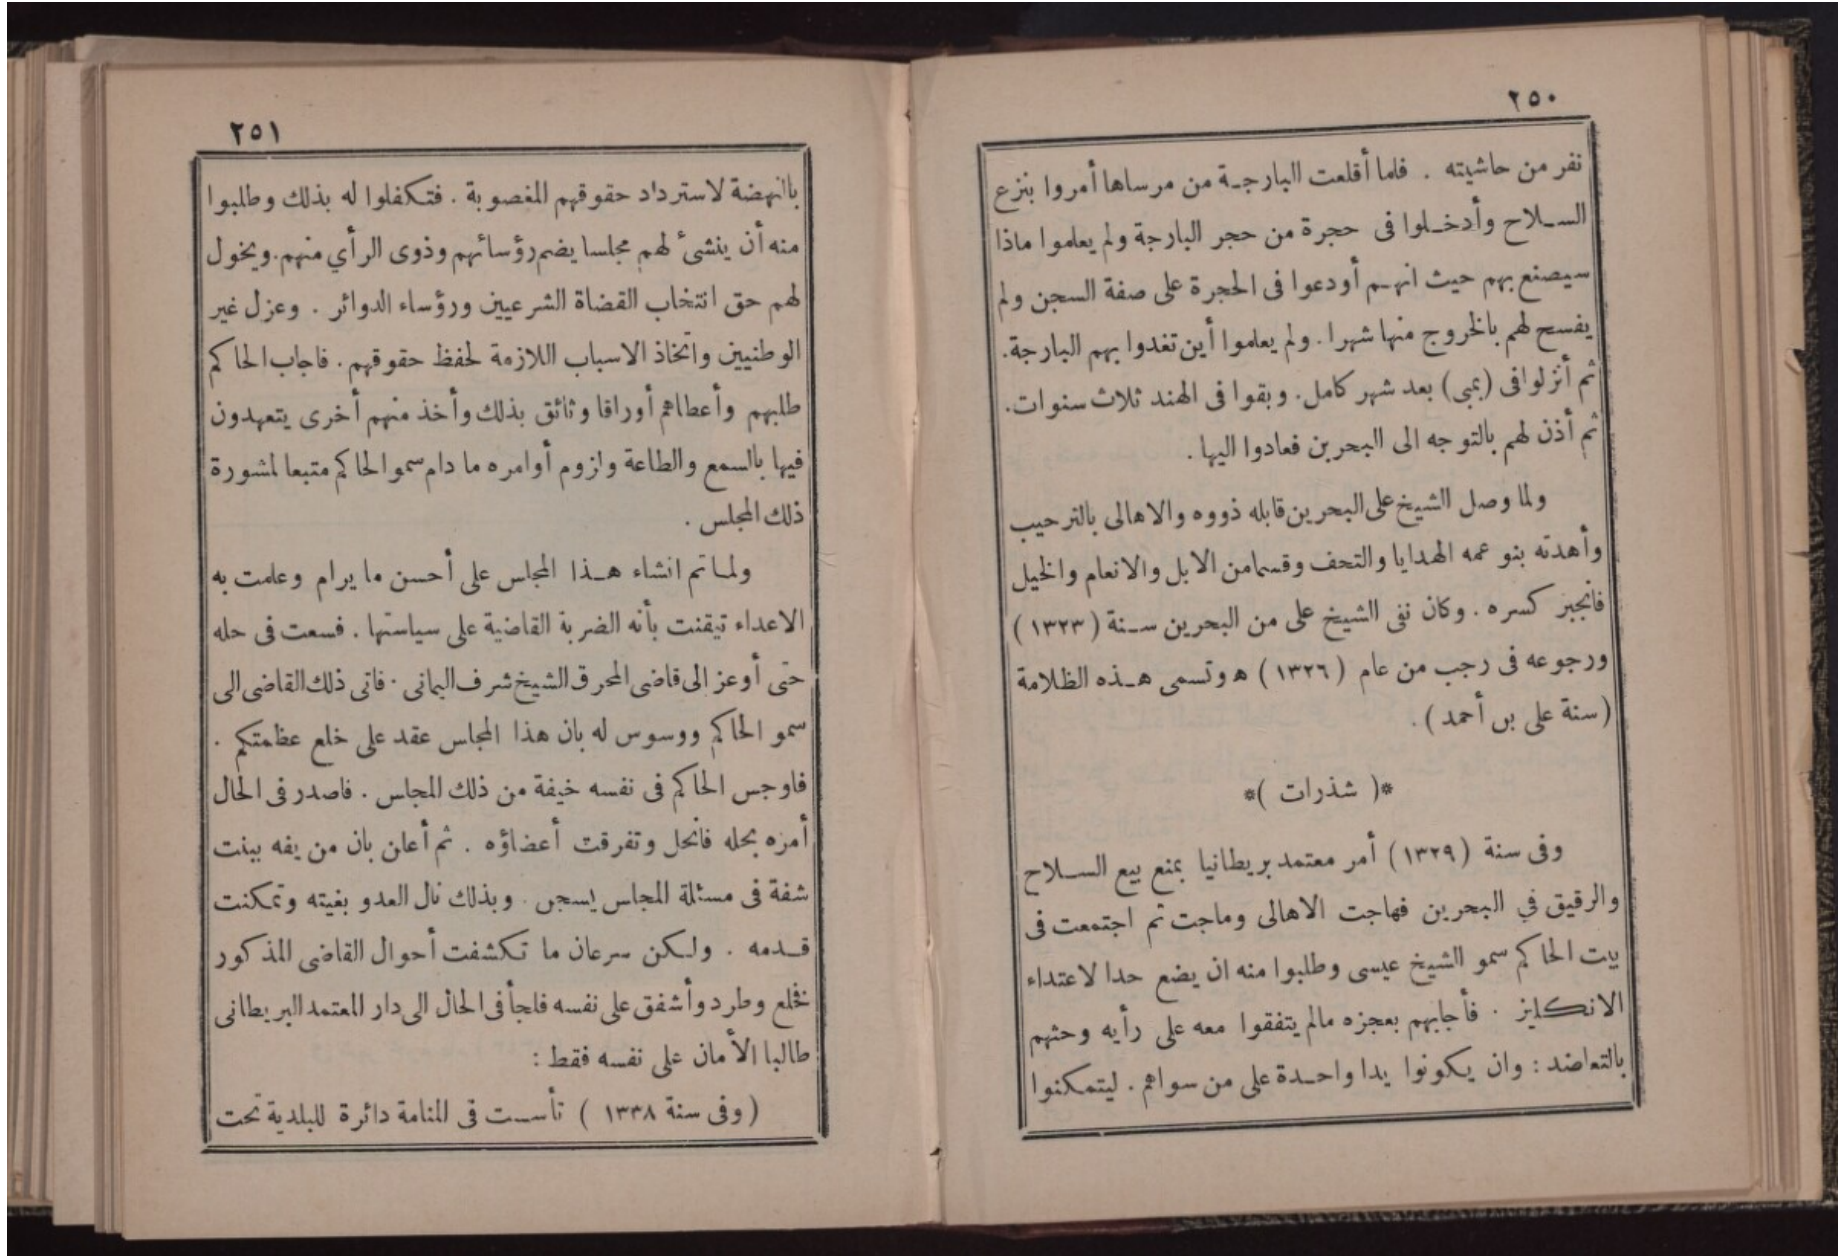 ٢٥٠
نفر من حاشيته . فلما أقلعت البارجـة من مرساها أمروا بنزع
الســلاح وأدخـلوا فى حجرة من حجر البارجة ولم يعلموا ماذا
سيصنع بهم حيث انهـم أودعوا فى الحجرة على صفة السجن ولم
يفسح لهم بالخروج منها شهرا . ولم يعلموا أين تغدوا بهم البارجة.
ثم أنزلوا فى (بمبى) بعد شهر كامل. وبقوا فى الهند ثلاث سنوات.
ثم أذن لهم بالتوجه الى البحرين فعادوا اليها .
ولما وصل الشيخ على البحرين قابله ذووه والاهالى بالترحيب
وأهدته بنو عمه الهدايا والتحف وقسما من الابل والانعام والخيل
فانجبر كسره . وكان نفى الشيخ على من البحرين سـنة (١٣٢٣)
ورجوعه فى رجب من عام (١٣٢٦) ھ وتسمى هـذه الظلامة
(سنة على بن أحمد) .
*( شذرات )*
وفى سنة (١٣٢٩) أمر معتمد بريطانيا بمنع بيع الســلاح
والرقيق في البحرين فهاجت الاهالى وماجت ثم اجتمعت فى
بيت الحاكم سمو الشيخ عيسى وطلبوا منه ان يضع حدا لاعتداء
الانكليز . فأجابهم بعجزه مالم يتفقوا معه على رأيه وحثهم
بالتعاضد : وان يكونوا يدا واحـدة على من سواهم . ليتمكنوا
٢٥١
بالنهضة لاسترداد حقوقهم المغصوبة . فتكفلوا له بذلك وطلبوا
منه أن ينشئ لهم مجلسا يضم رؤسائهم وذوى الرأي منهم. ويخول
لهم حق انتخاب القضاة الشرعيين ورؤساء الدوائر . وعزل غير
الوطنيين واتخاذ الاسباب اللازمة لحفظ حقوقهم . فاجاب الحاكم
طلبهم وأعطاهم أوراقا وثائق بذلك وأخذ منهم أخرى يتعهدون
فيها بالسمع والطاعة ولزوم أوامره ما دام سمو الحاكم متبعا لمشورة
ذلك المجلس .
ولمـا تم انشاء هـذا المجلس على أحسن ما يرام وعلمت به
الاعداء تيقنت بأنه الضربة القاضية على سياستها . فسعت فى حله
حتى أوعز الى قاضى المحرق الشيخ شرف اليمانى . فاتى ذلك القاضى الى
سمو الحاكم ووسوس له بان هذا المجلس عقد على خلع عظمتكم .
فاوجس الحاكم فى نفسه خيفة من ذلك المجلس . فاصدر فى الحال
أمره بحله فانحل وتفرقت أعضاؤه . ثم أعلن بان من يفه ببنت
شفة فى مسئلة المجلس يسجن . وبذلك نال العدو بغيته وتمكنت
قـدمه . ولـكن سرعان ما تكشفت أحوال القاضى المذكور
فخلع وطرد وأشفق على نفسه فلجأ فى الحال الى دار المعتمد البريطانى
طالبا الأمان على نفسه فقط :
(وفى سنة ١٣٣٨ ) تأسـت فى المنامة دائرة للبلدية تحت